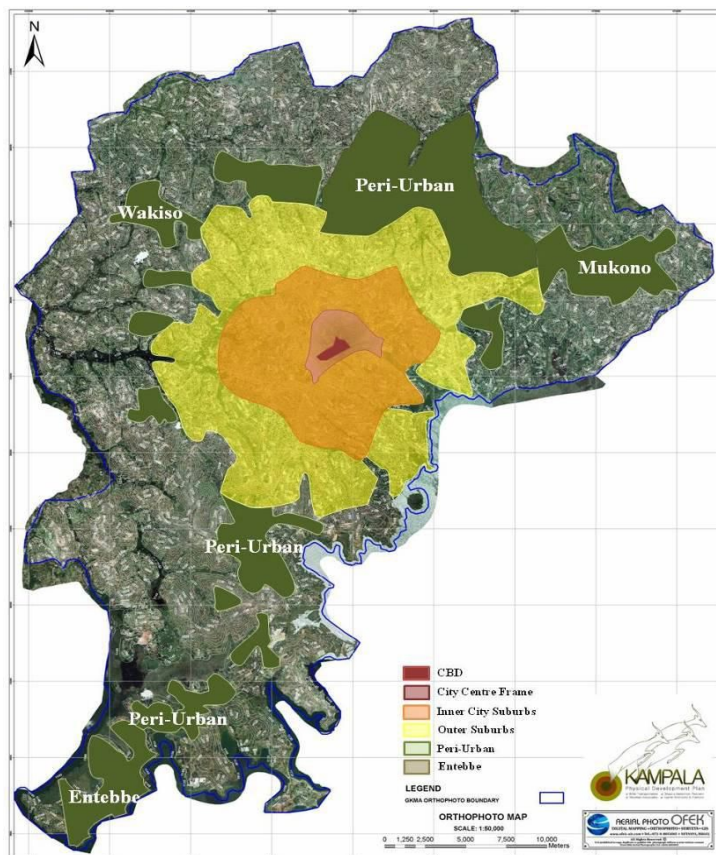 N
Peri-Urban
Wakiso
Mukono
Peri-Urban
Peri-Urban
Entebbe
CBD
City Centre Frame
Inner City Suburbs
Outer Suburbs
Peri-Urban
Entebbe
LEGEND
GKMA ORTHOPHOTO BOUNDARY
ORTHOPHOTO MAP
SCALE: 1:50,000
0 1,250 2,500 5,000 7,500 10,000
Meters
KAMPALA
Physical Development Plan
AERIAL PHOTO OFEK